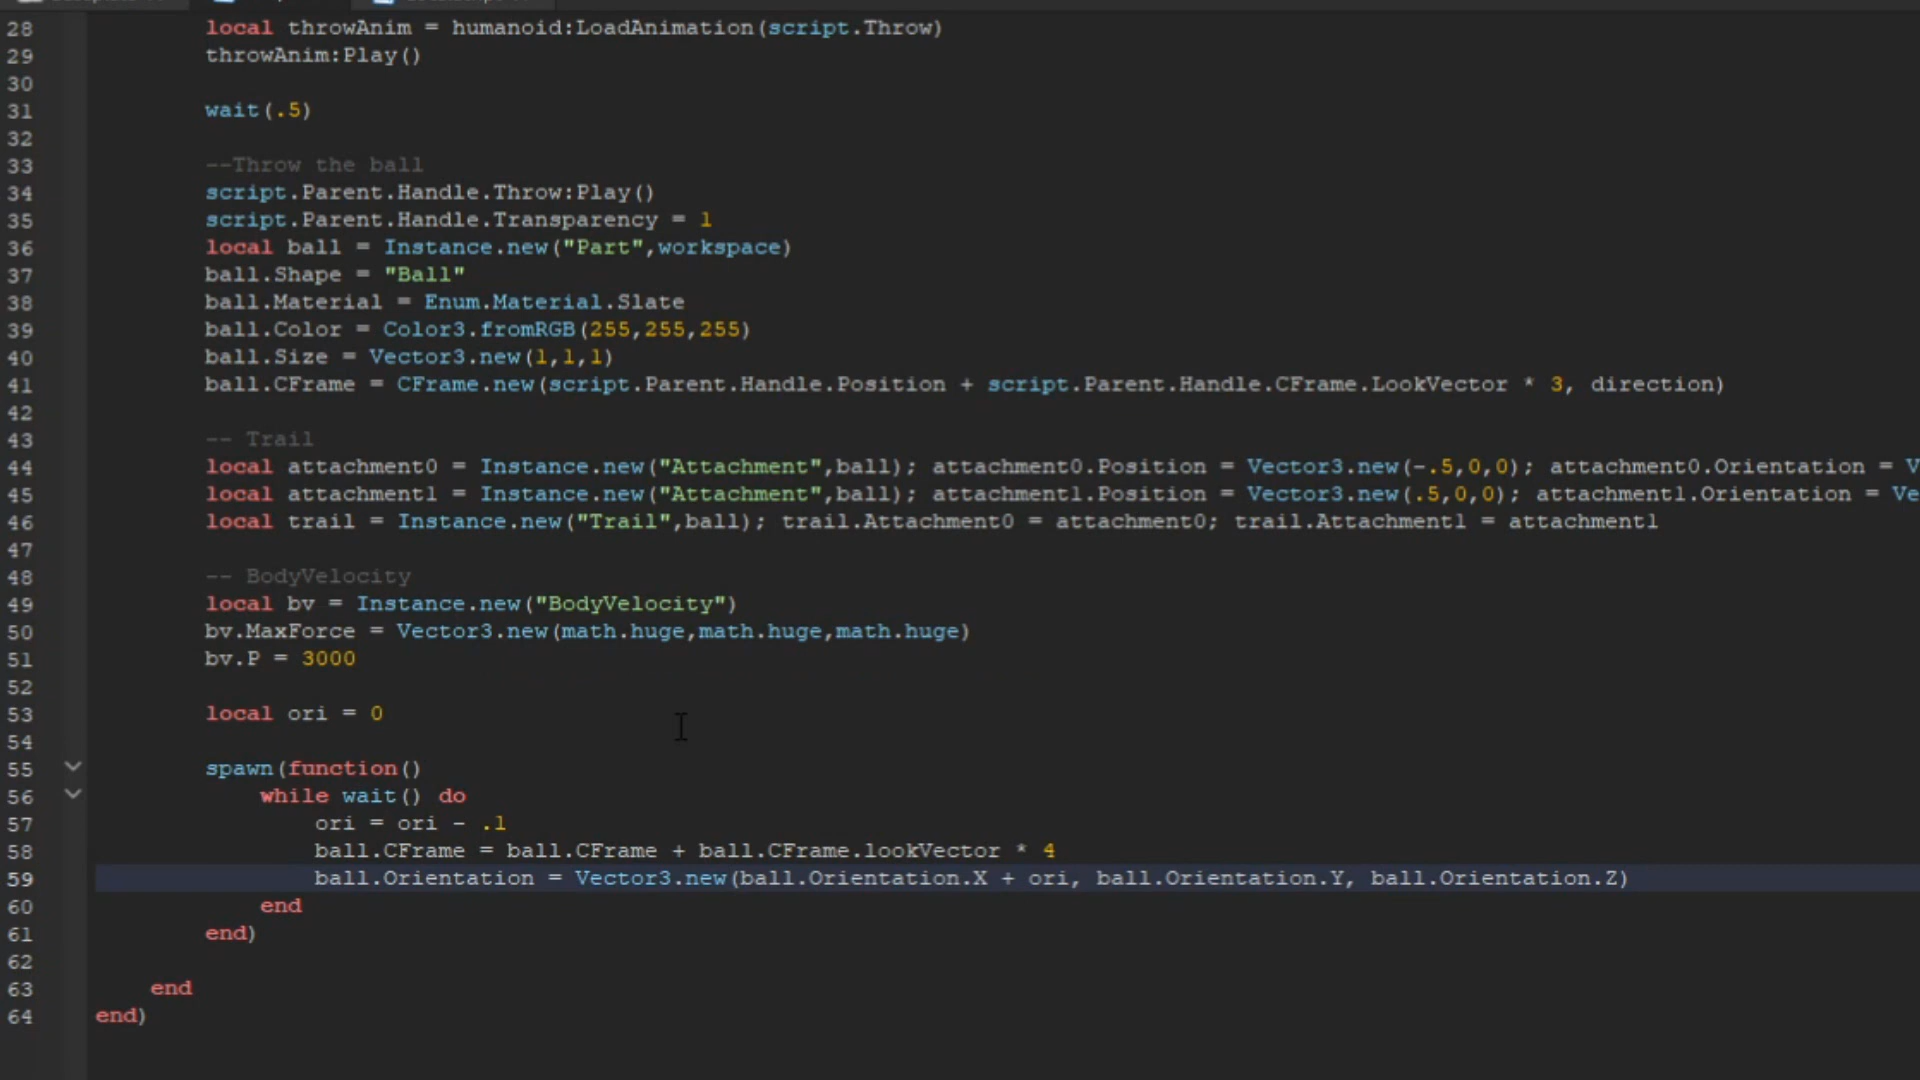 28 local throwAnim = humanoid:LoadAnimation(script.Throw)
29 throwAnim:Play()
30
31 wait(.5)
32
33 --Throw the ball
34 script.Parent.Handle.Throw:Play()
35 script.Parent.Handle.Transparency = 1
36 local ball = Instance.new("Part",workspace)
37 ball.Shape = "Ball"
38 ball.Material = Enum.Material.Slate
39 ball.Color = Color3.fromRGB(255,255,255)
40 ball.Size = Vector3.new(1,1,1)
41 ball.CFrame = CFrame.new(script.Parent.Handle.Position + script.Parent.Handle.CFrame.LookVector * 3, direction)
42
43 -- Trail
44 local attachment0 = Instance.new("Attachment",ball); attachment0.Position = Vector3.new(-.5,0,0); attachment0.Orientation = V
45 local attachment1 = Instance.new("Attachment",ball); attachment1.Position = Vector3.new(.5,0,0); attachment1.Orientation = Ve
46 local trail = Instance.new("Trail",ball); trail.Attachment0 = attachment0; trail.Attachment1 = attachment1
47
48 -- BodyVelocity
49 local bv = Instance.new("BodyVelocity")
50 bv.MaxForce = Vector3.new(math.huge,math.huge,math.huge)
51 bv.P = 3000
52
53 local ori = 0
54
55 spawn(function()
56 while wait() do
57 ori = ori - .1
58 ball.CFrame = ball.CFrame + ball.CFrame.lookVector * 4
59 ball.Orientation = Vector3.new(ball.Orientation.X + ori, ball.Orientation.Y, ball.Orientation.Z)
60 end
61 end)
62
63 end
64 end)